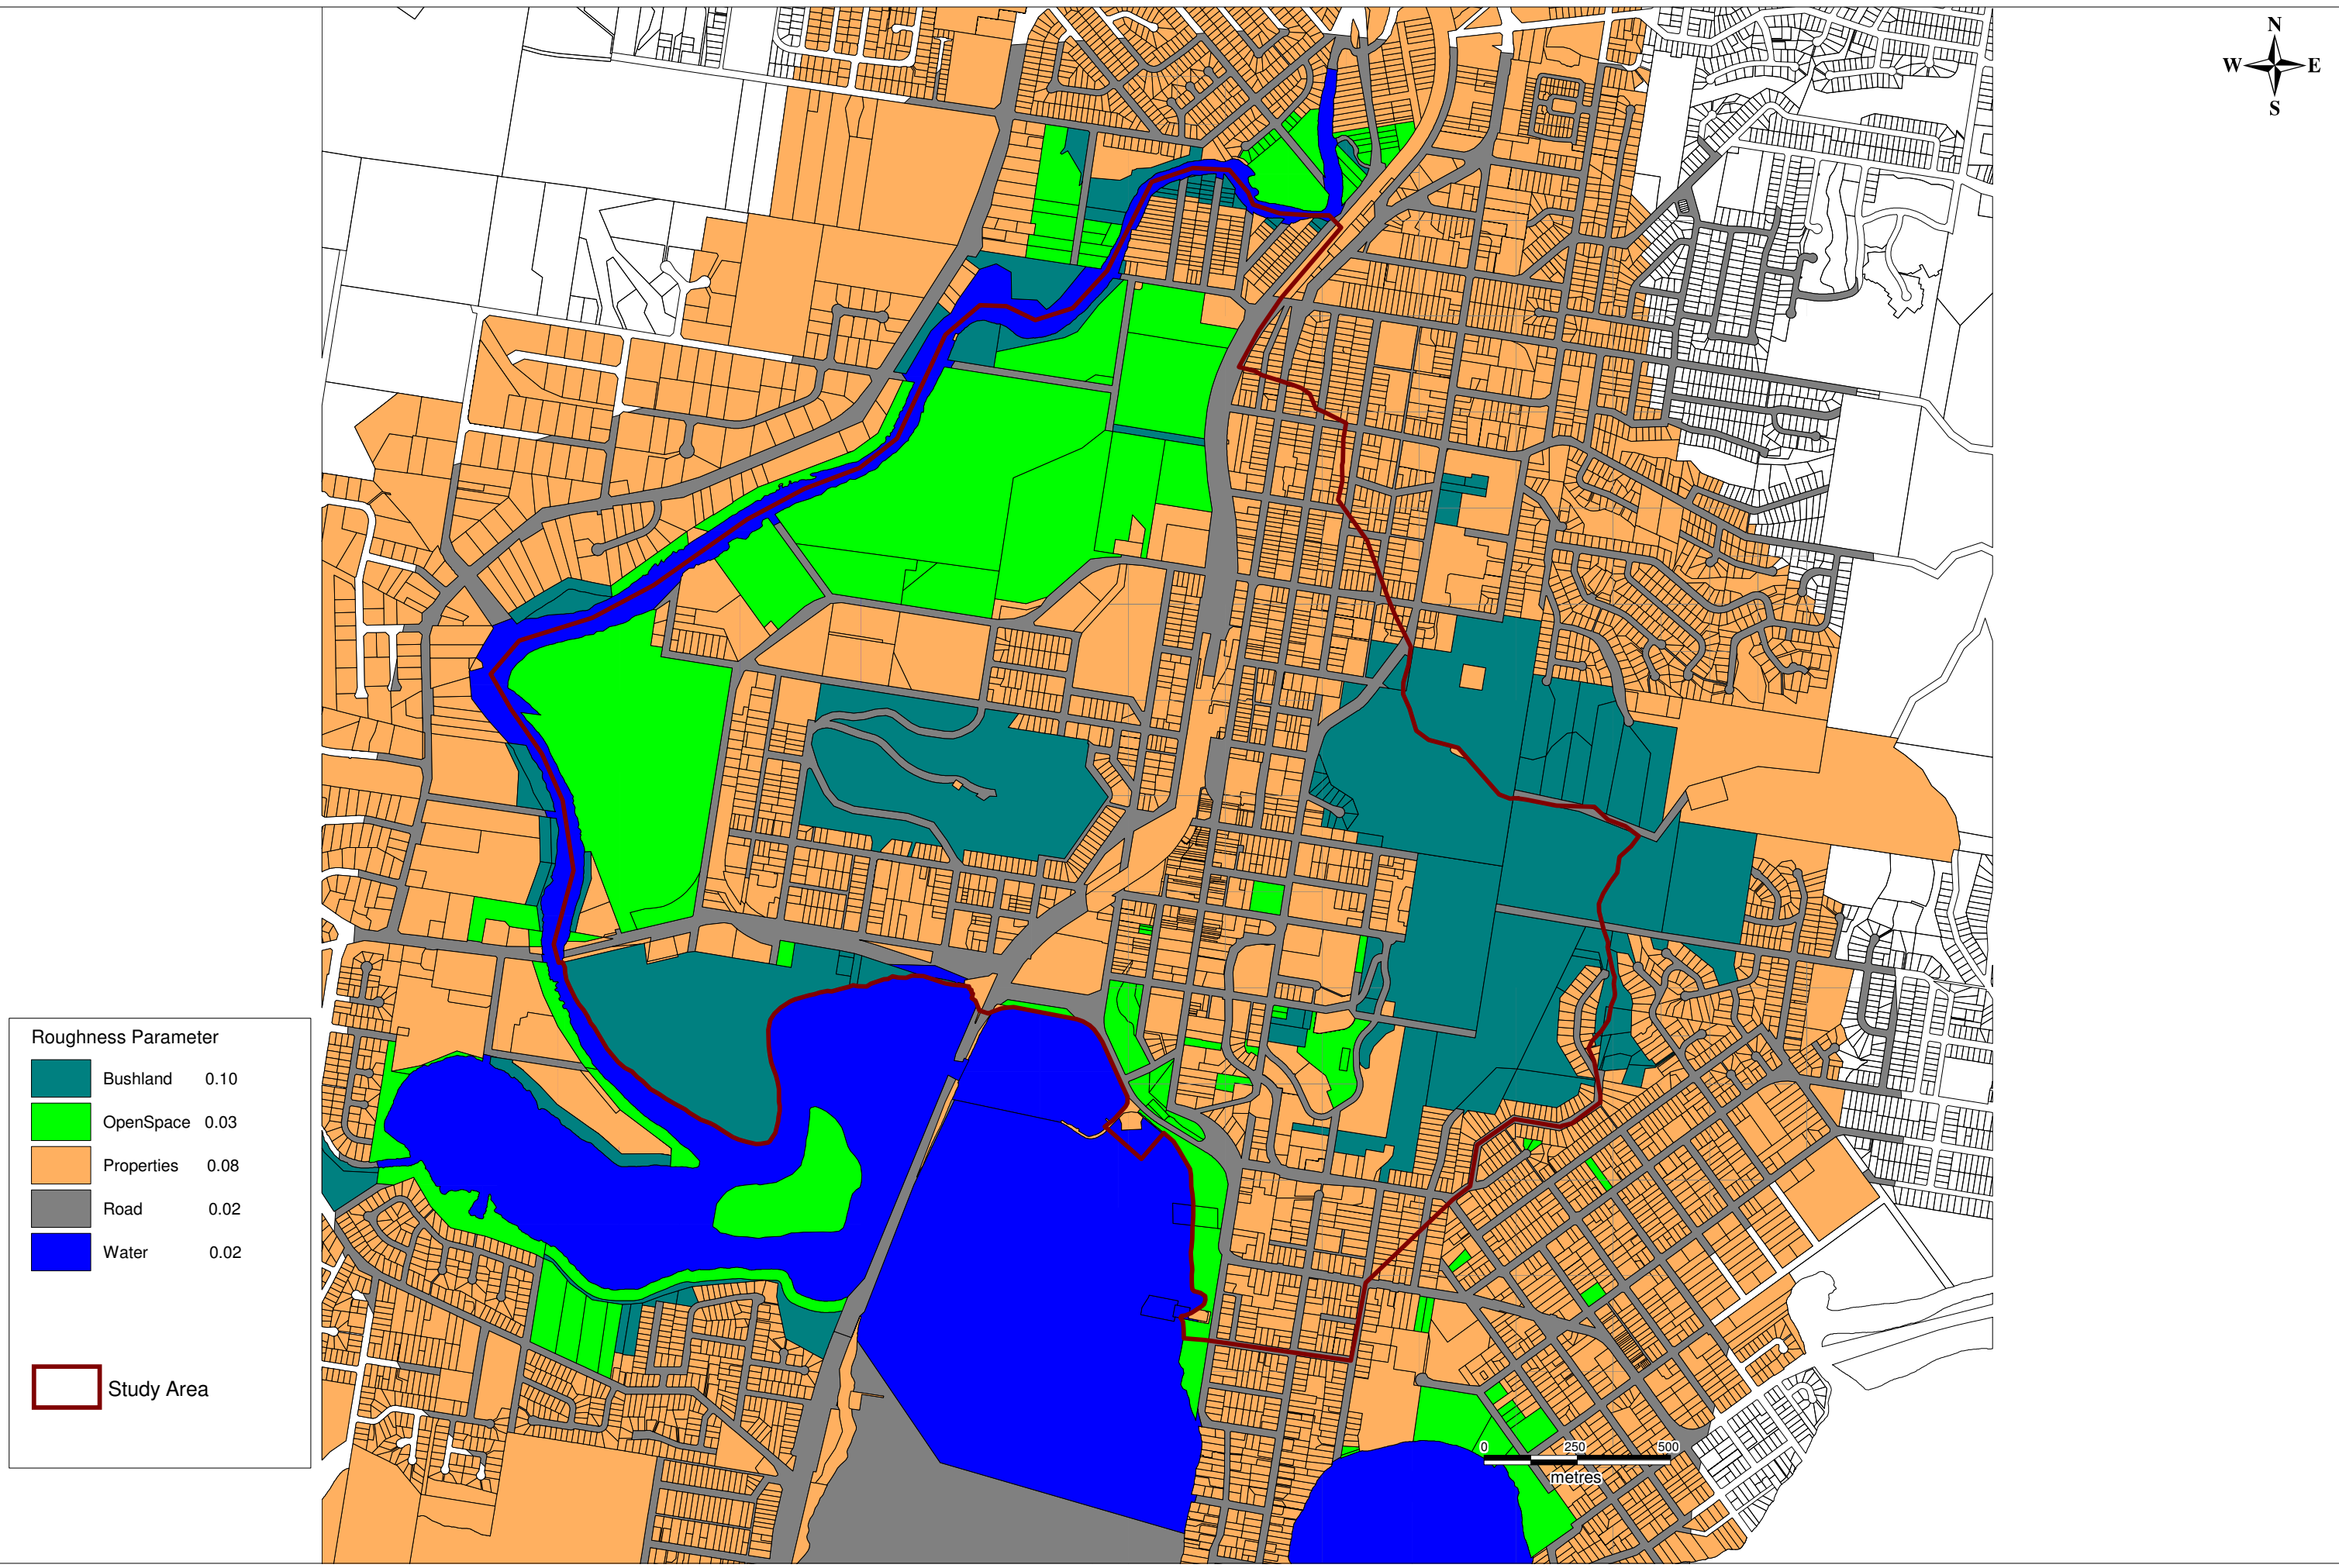 N
W E
S
Roughness Parameter
Bushland 0.10
OpenSpace 0.03
Properties 0.08
Road 0.02
Water 0.02
Study Area
0 250 500
metres